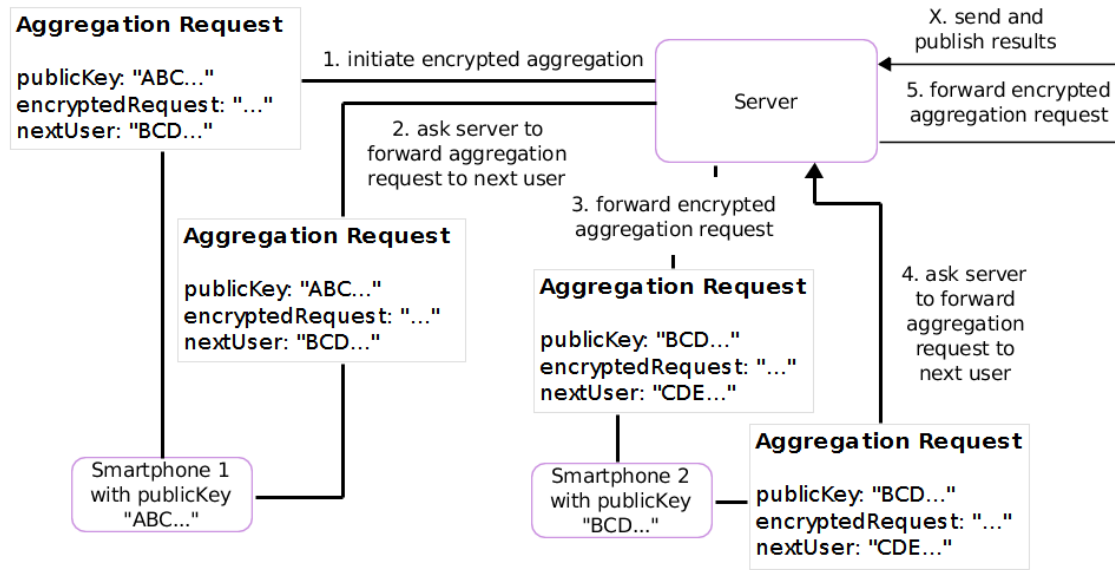 Aggregation Request
publicKey: "ABC..."
encryptedRequest: "..."
nextUser: "BCD..."
1. initiate encrypted aggregation
Server
X. send and
publish results
5. forward encrypted
aggregation request
2. ask server to
forward aggregation
request to next user
Aggregation Request
publicKey: "ABC..."
encryptedRequest: "..."
nextUser: "BCD..."
3. forward encrypted
aggregation request
Aggregation Request
publicKey: "BCD..."
encryptedRequest: "..."
nextUser: "CDE..."
4. ask server
to forward
aggregation
request to
next user
Smartphone 1
with publicKey
"ABC..."
Smartphone 2
with publicKey
"BCD..."
Aggregation Request
publicKey: "BCD..."
encryptedRequest: "..."
nextUser: "CDE..."